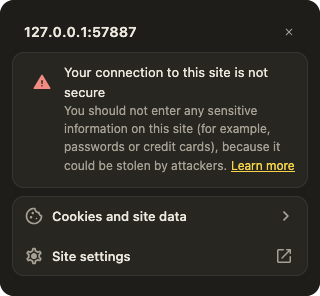 127.0.0.1:57887
Your connection to this site is not
secure
You should not enter any sensitive
information on this site (for example,
passwords or credit cards), because it
could be stolen by attackers. Learn more
Cookies and site data
Site settings